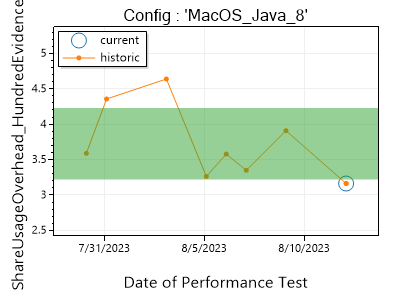 Config : 'MacOS_Java_8'
current
historic
ShareUsageOverhead_HundredEvidence
5
4.5
4
3.5
3
2.5
7/31/2023
8/5/2023
8/10/2023
Date of Performance Test